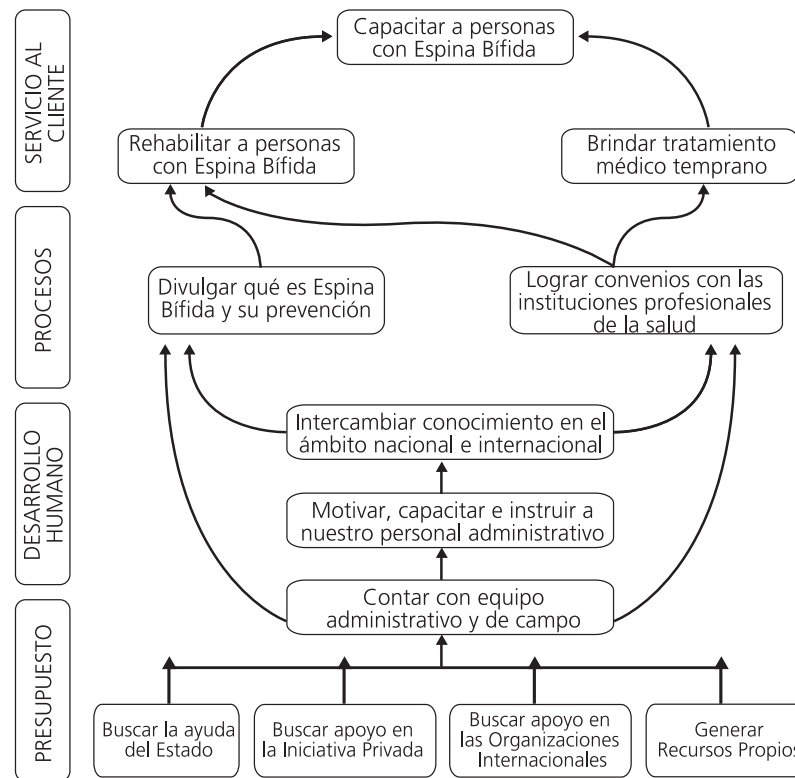 SERVICIO AL
CLIENTE
Capacitar a personas
con Espina Bífida
Rehabilitar a personas
con Espina Bífida
Brindar tratamiento
médico temprano
PROCESOS
Divulgar qué es Espina
Bífida y su prevención
Lograr convenios con las
instituciones profesionales
de la salud
DESARROLLO
HUMANO
Intercambiar conocimiento en el
ámbito nacional e internacional
Motivar, capacitar e instruir a
nuestro personal administrativo
Contar con equipo
administrativo y de campo
PRESUPUESTO
Buscar la ayuda
del Estado
Buscar apoyo en
la Iniciativa Privada
Buscar apoyo en
las Organizaciones
Internacionales
Generar
Recursos Propios